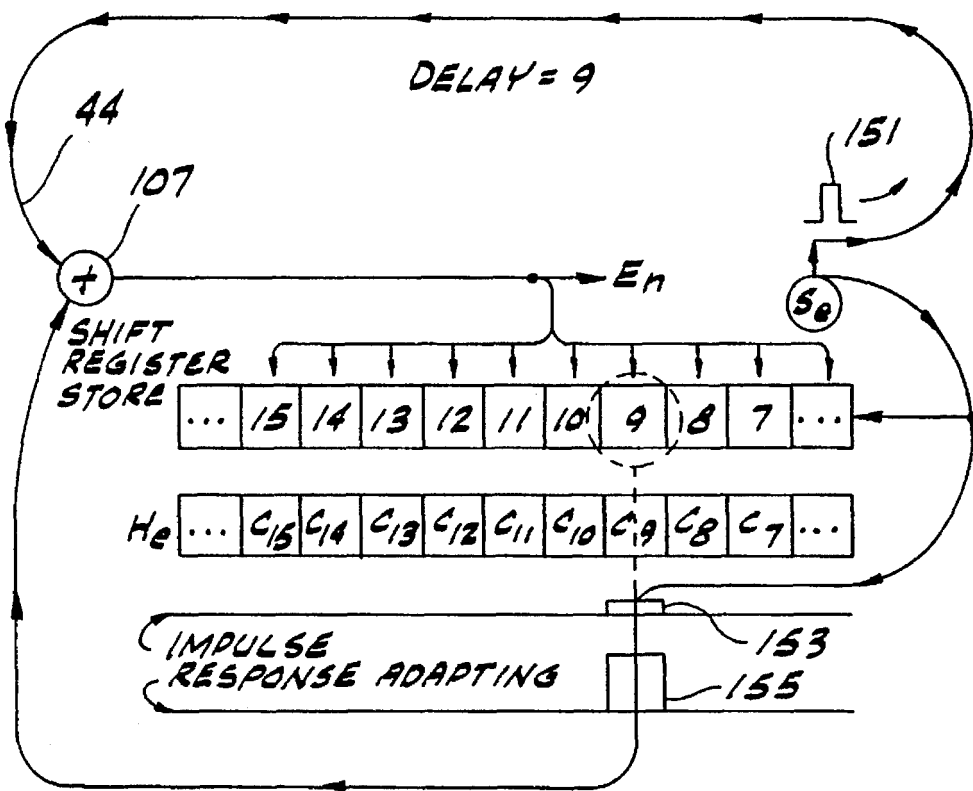 DELAY = 9
44
151
107
+
En
Se
SHIFT
REGISTER
STORE
... 15 14 13 12 11 10 9 8 7 ...
He ... C15 C14 C13 C12 C11 C10 C9 C8 C7 ...
153
IMPULSE
RESPONSE ADAPTING
155